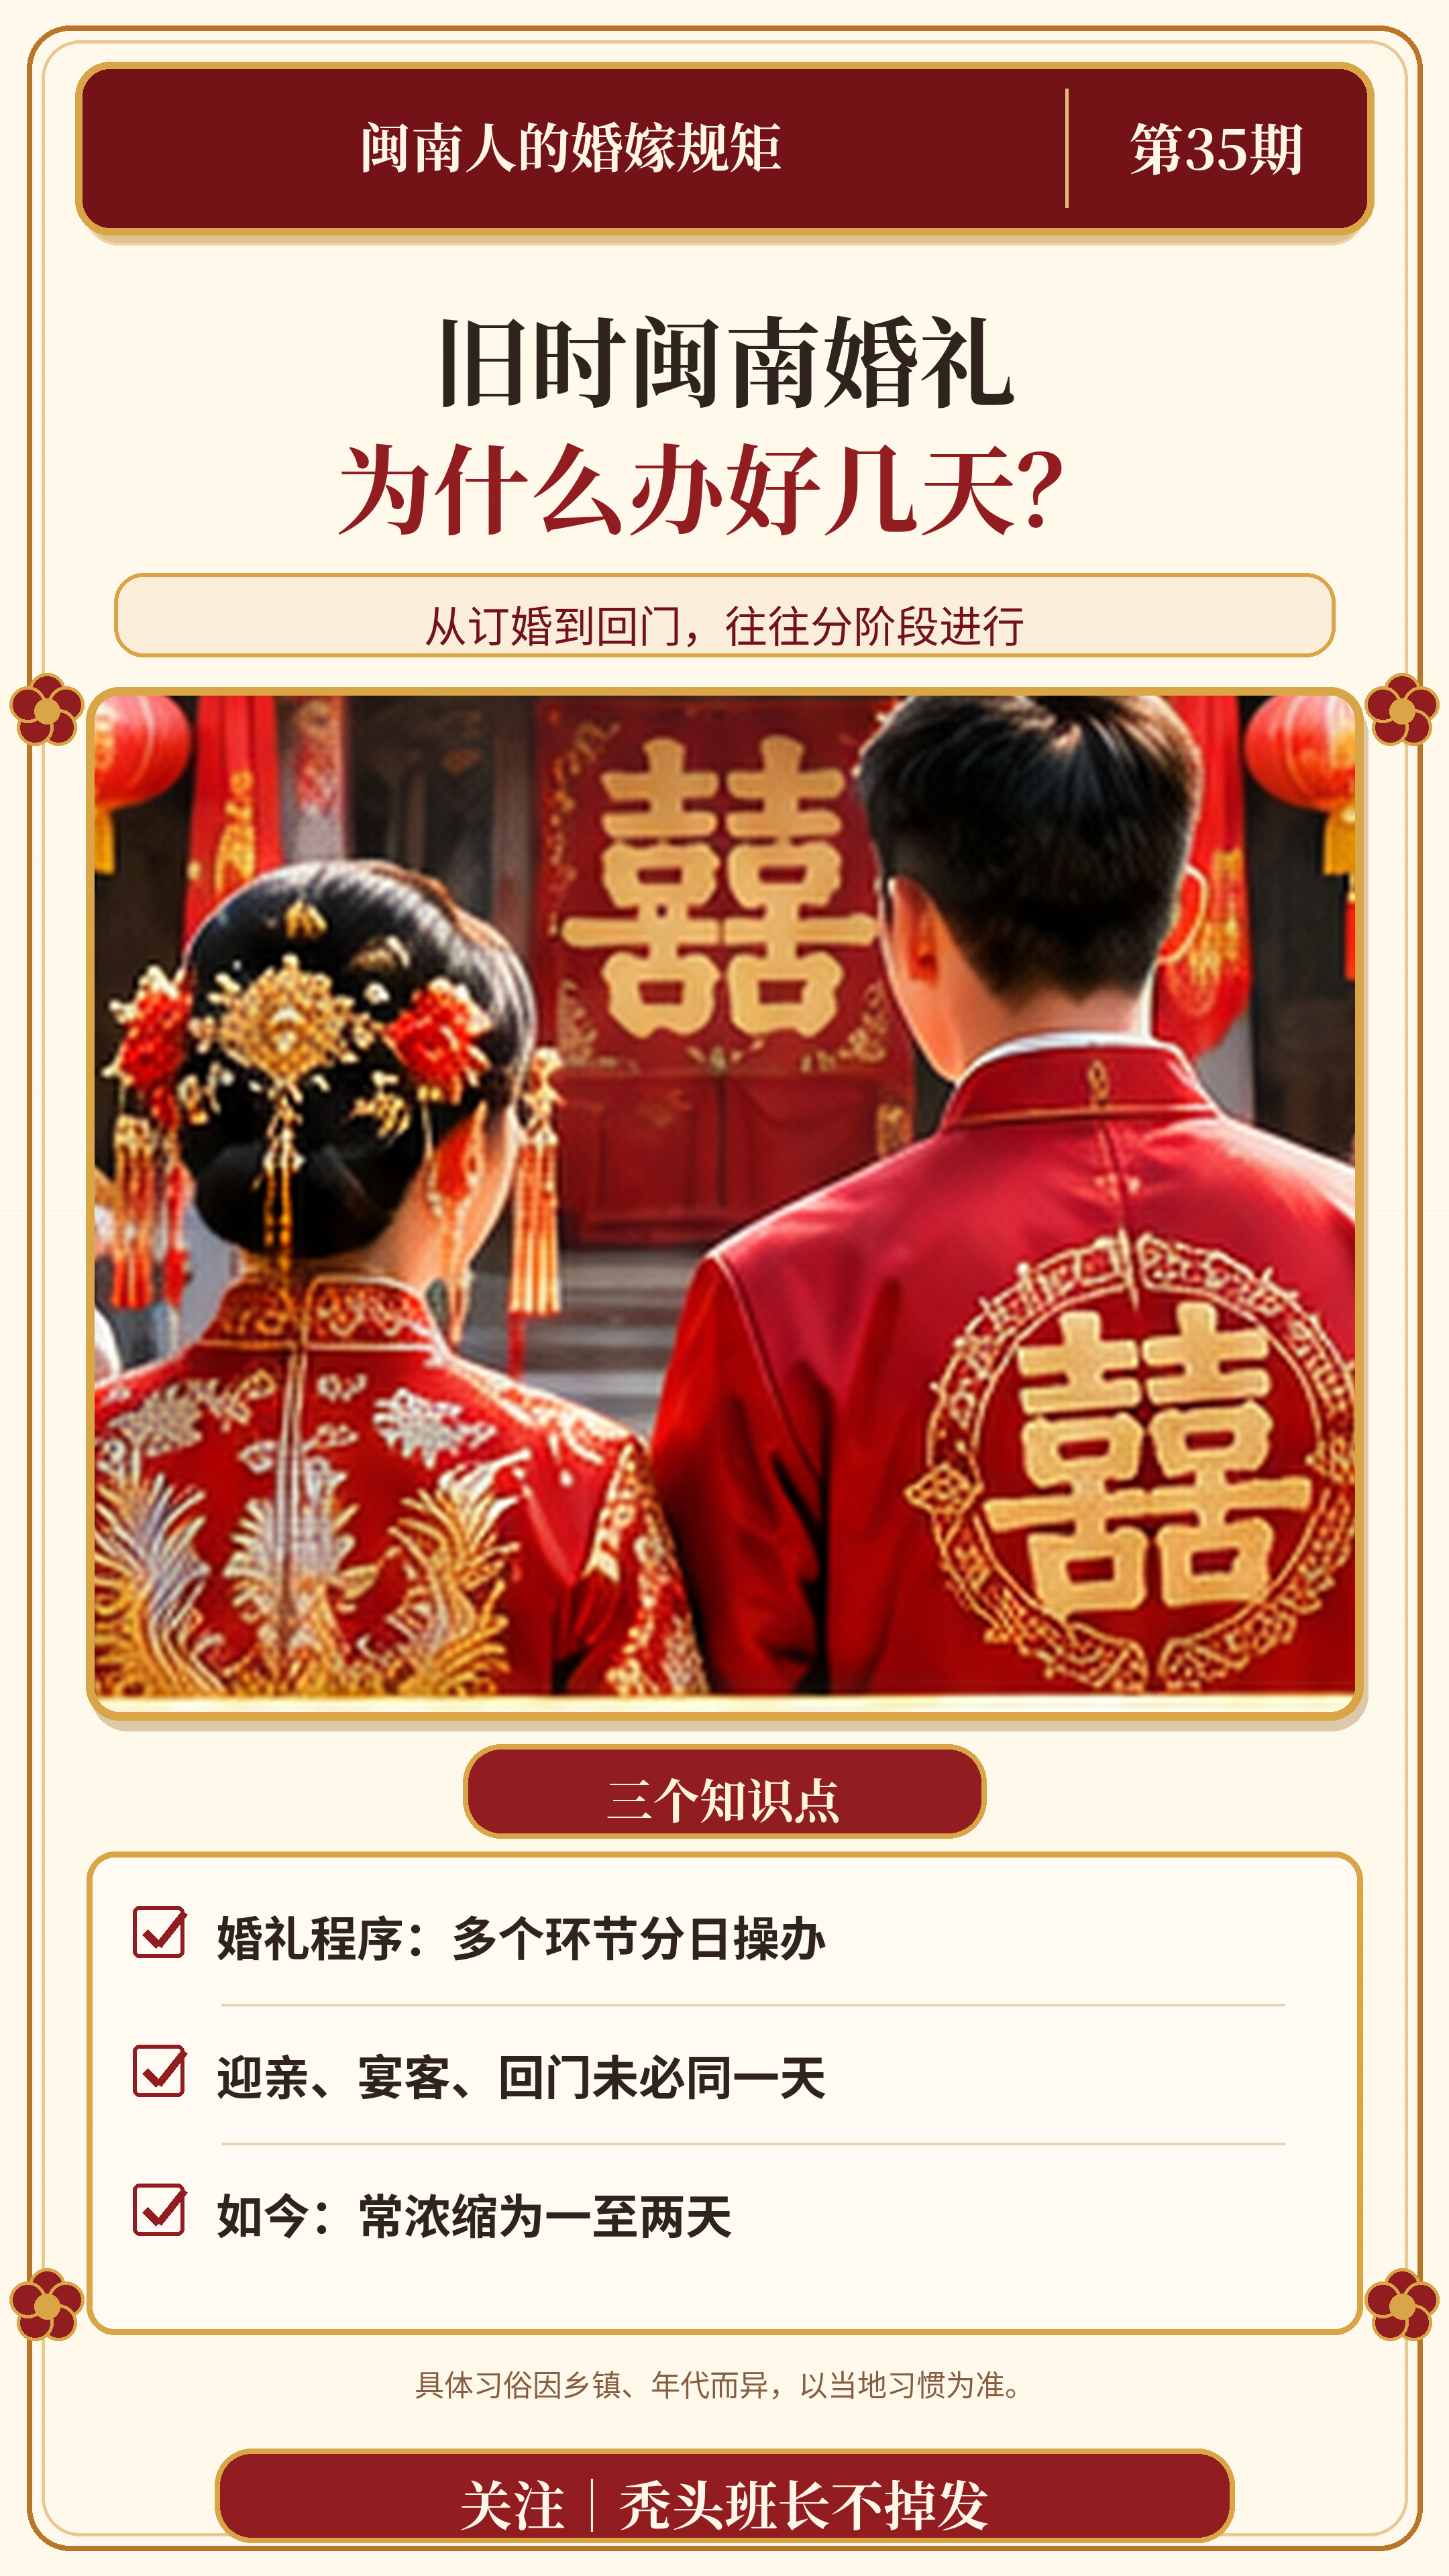 闽南人的婚嫁规矩
第35期
旧时闽南婚礼
为什么办好几天？
从订婚到回门，往往分阶段进行
囍
囍
三个知识点
婚礼程序：多个环节分日操办
迎亲、宴客、回门未必同一天
如今：常浓缩为一至两天
具体习俗因乡镇、年代而异，以当地习惯为准。
关注｜秃头班长不掉发